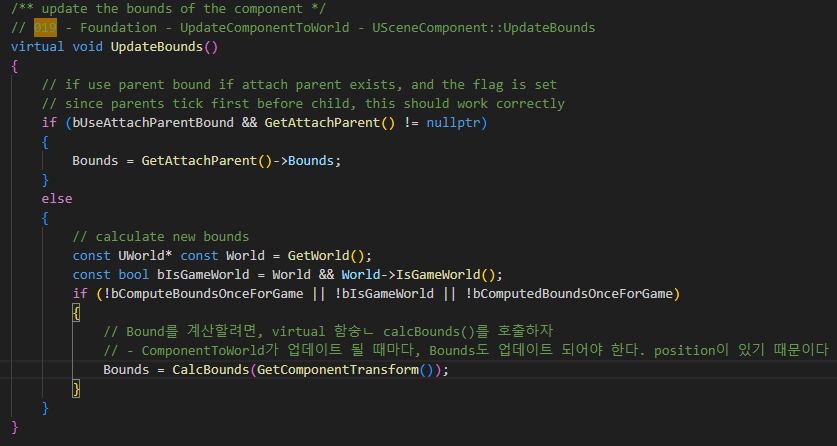 /** update the bounds of the component */
// 019 - Foundation - UpdateComponentToWorld - USceneComponent::UpdateBounds
virtual void UpdateBounds()
{
    // if use parent bound if attach parent exists, and the flag is set
    // since parents tick first before child, this should work correctly
    if (bUseAttachParentBound && GetAttachParent() != nullptr)
    {
        Bounds = GetAttachParent()->Bounds;
    }
    else
    {
        // calculate new bounds
        const UWorld* const World = GetWorld();
        const bool bIsGameWorld = World && World->IsGameWorld();
        if (!bComputeBoundsOnceForGame || !bIsGameWorld || !bComputedBoundsOnceForGame)
        {
            // Bound를 계산할려면, virtual 함숭ㄴ calcBounds()를 호출하자
            // - ComponentToWorld가 업데이트 될 때마다, Bounds도 업데이트 되어야 한다. position이 있기 때문이다
            Bounds = CalcBounds(GetComponentTransform());
        }
    }
}